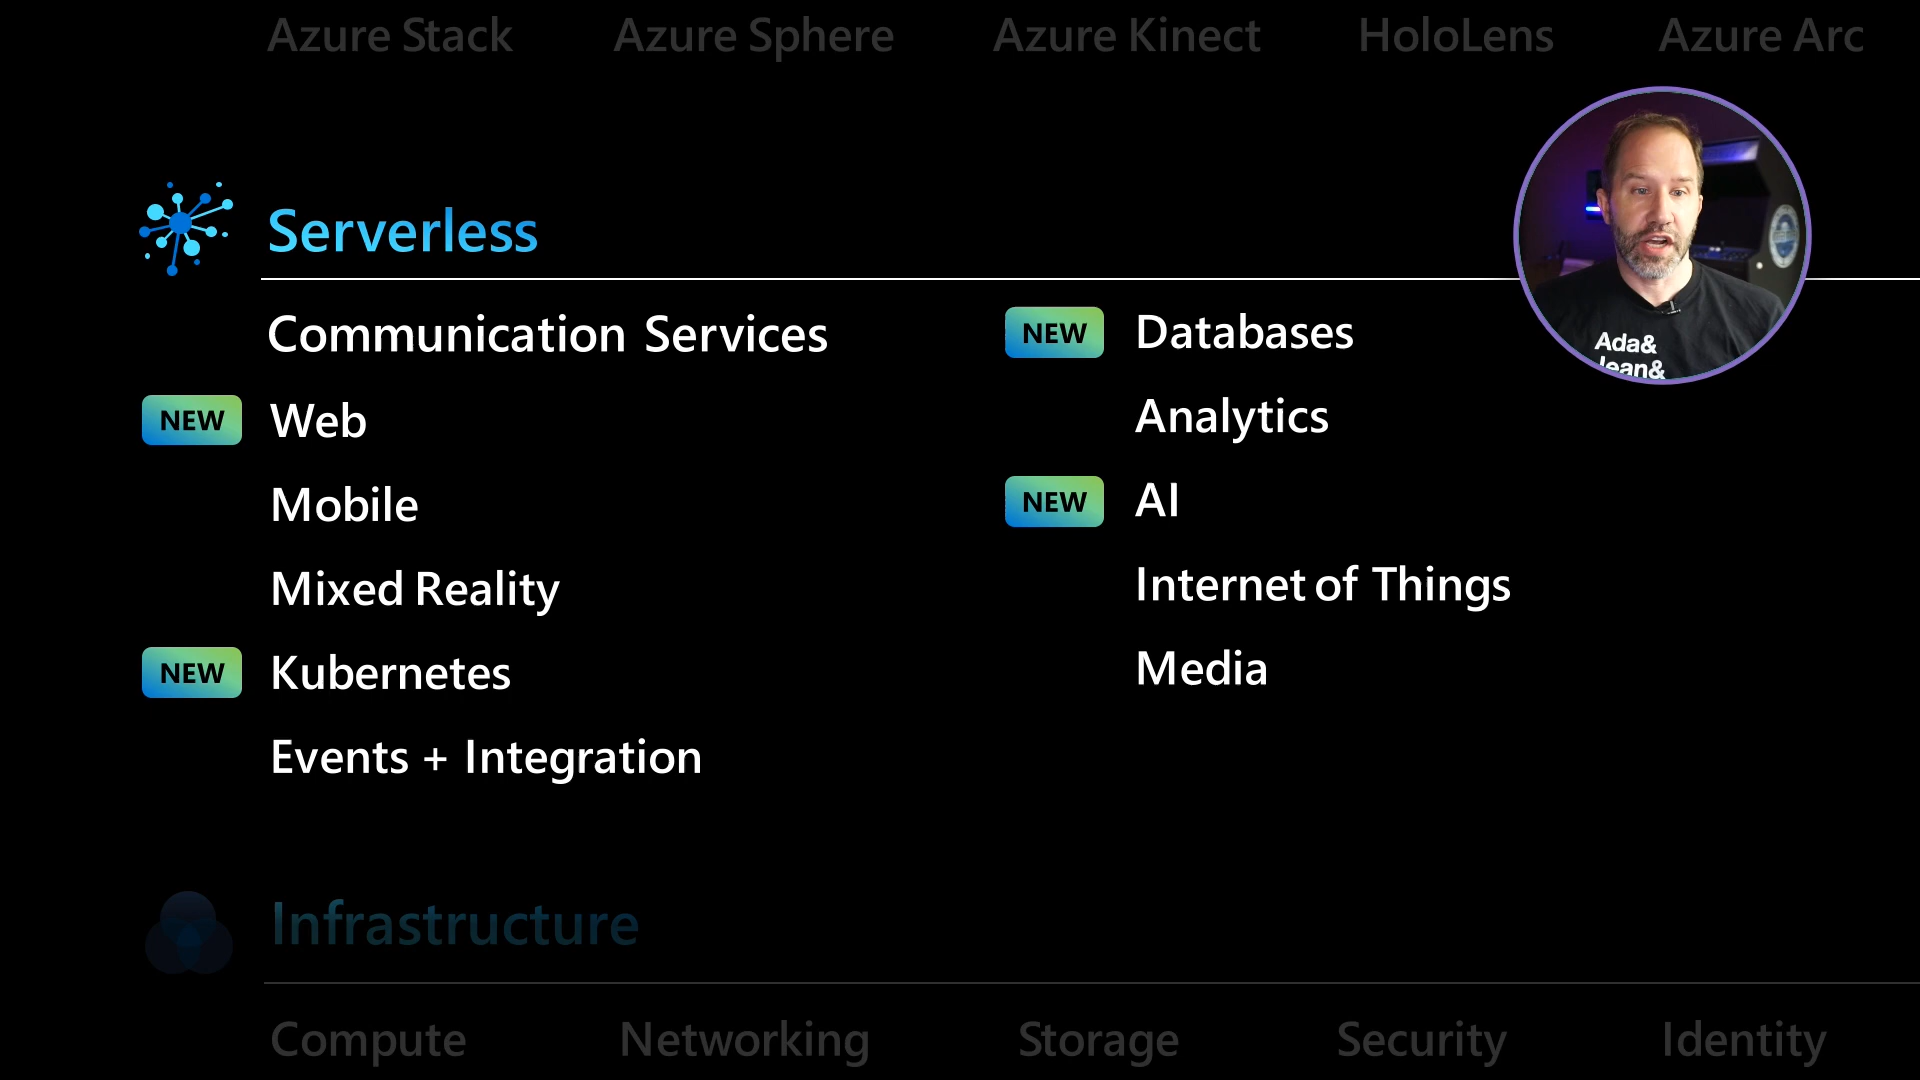 Azure Stack Azure Sphere Azure Kinect HoloLens Azure Arc
Serverless
Communication Services
NEW Web
Mobile
Mixed Reality
NEW Kubernetes
Events + Integration
NEW Databases
Analytics
NEW AI
Internet of Things
Media
Ada&
Jean&
Infrastructure
Compute Networking Storage Security Identity